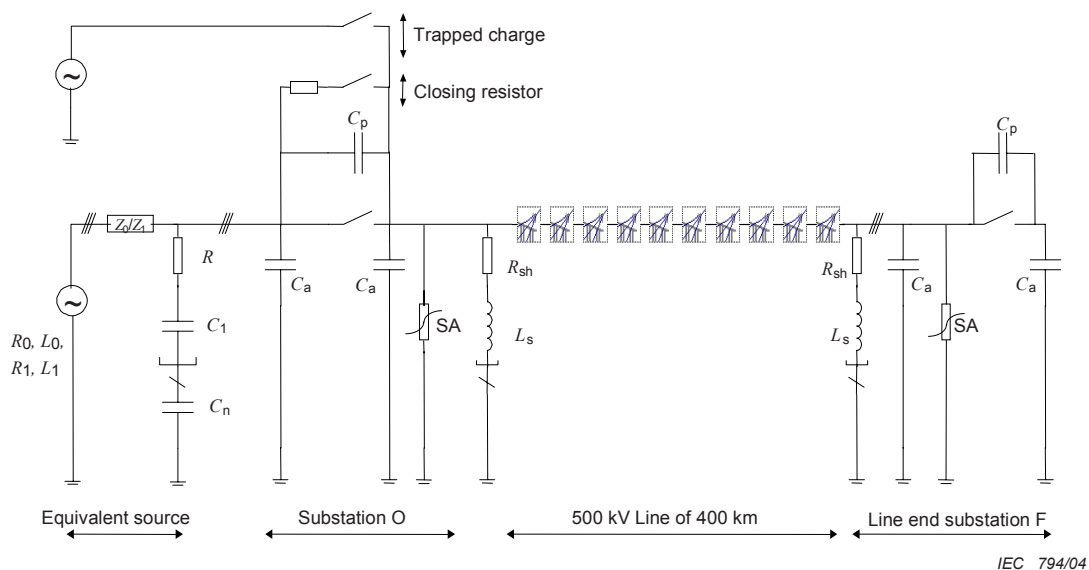 Trapped charge
Closing resistor
~
Cp
Cp
Z0/Z1
R
Ca
Ca
Rsh
Rsh
Ca
Ca
~
C1
SA
Ls
Ls
SA
R0, L0,
R1, L1
Cn
Equivalent source
Substation O
500 kV Line of 400 km
Line end substation F
IEC 794/04